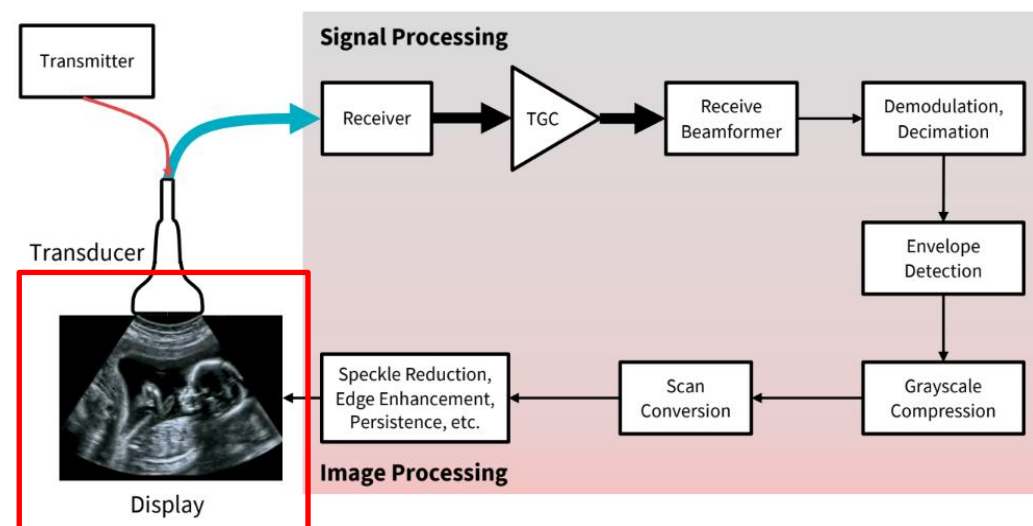 Signal Processing
Transmitter
Receiver
TGC
Receive
Beamformer
Demodulation,
Decimation
Transducer
Envelope
Detection
Speckle Reduction,
Edge Enhancement,
Persistence, etc.
Scan
Conversion
Grayscale
Compression
Image Processing
Display